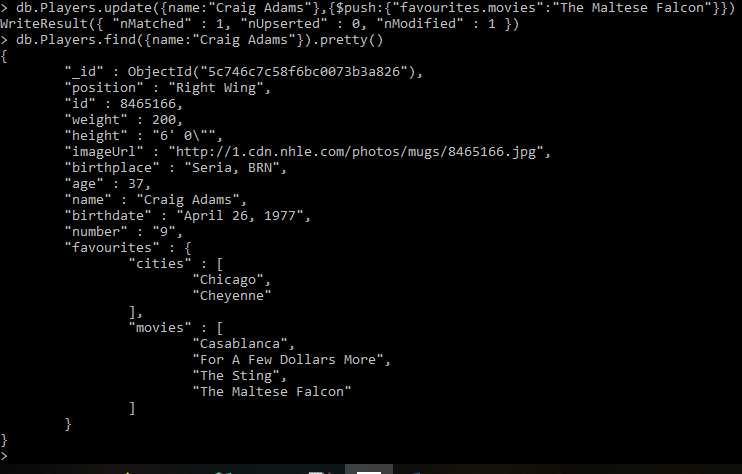 > db.Players.update({name:"Craig Adams"},{$push:{"favourites.movies":"The Maltese Falcon"}})
WriteResult({ "nMatched" : 1, "nUpserted" : 0, "nModified" : 1 })
> db.Players.find({name:"Craig Adams"}).pretty()
{
        "_id" : ObjectId("5c746c7c58f6bc0073b3a826"),
        "position" : "Right Wing",
        "id" : 8465166,
        "weight" : 200,
        "height" : "6' 0\"",
        "imageUrl" : "http://1.cdn.nhle.com/photos/mugs/8465166.jpg",
        "birthplace" : "Seria, BRN",
        "age" : 37,
        "name" : "Craig Adams",
        "birthdate" : "April 26, 1977",
        "number" : "9",
        "favourites" : {
                "cities" : [
                        "Chicago",
                        "Cheyenne"
                ],
                "movies" : [
                        "Casablanca",
                        "For A Few Dollars More",
                        "The Sting",
                        "The Maltese Falcon"
                ]
        }
}
>